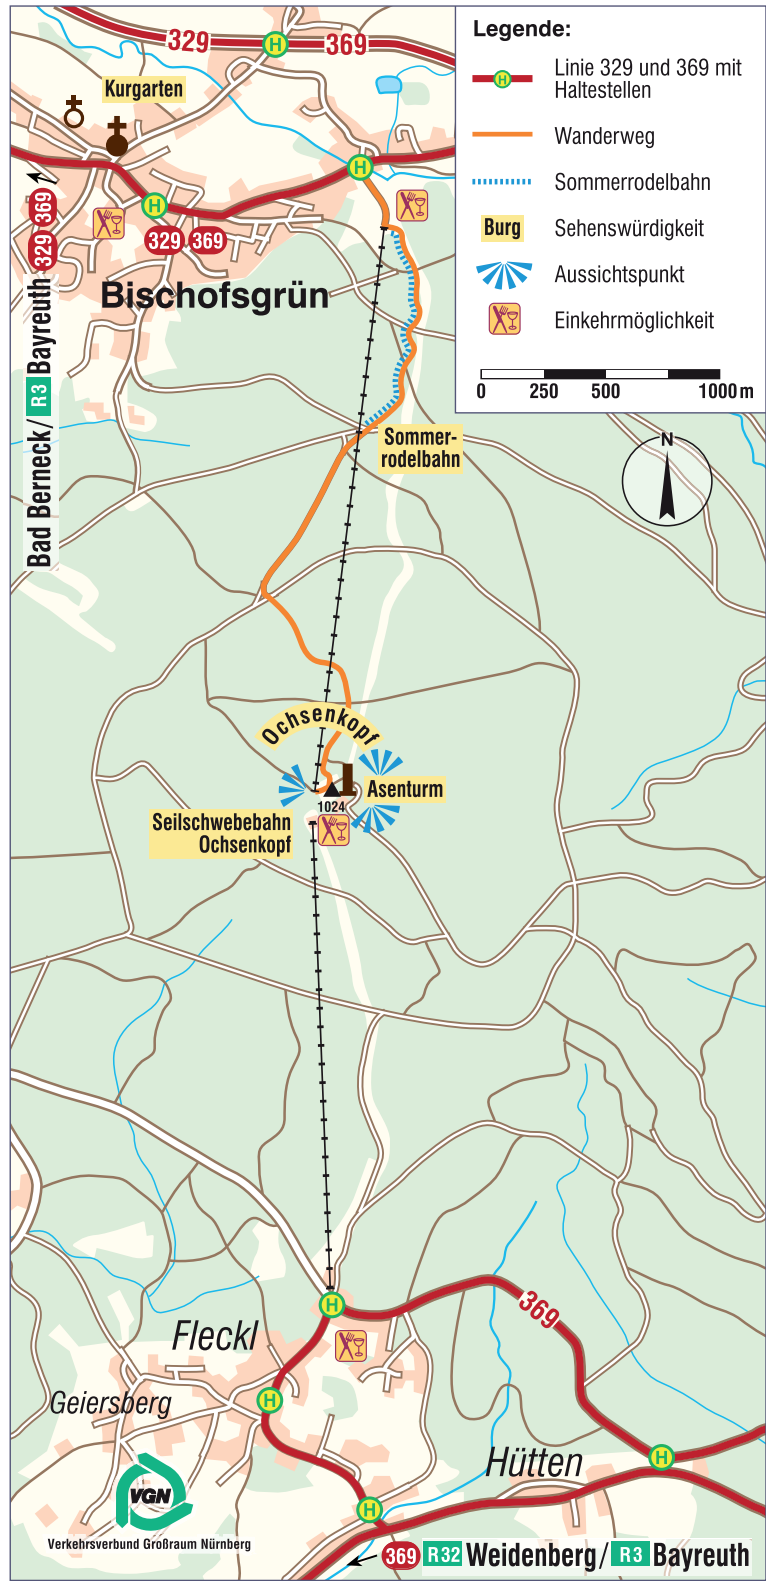 329
H
369
Legende:
Kurgarten
H
Linie 329 und 369 mit
Haltestellen
Wanderweg
Sommerrodelbahn
Burg
Sehenswürdigkeit
Aussichtspunkt
Einkehrmöglichkeit
0
250
500
1000 m
H
H
329
369
329
369
Bad Berneck/ R3 Bayreuth
Bischofsgrün
Sommer-
rodelbahn
N
Ochsenkopf
Asenturm
1024
Seilschwebebahn
Ochsenkopf
H
369
Fleckl
H
Geiersberg
Hütten
H
H
VGN
Verkehrsverbund Großraum Nürnberg
369 R32 Weidenberg/ R3 Bayreuth